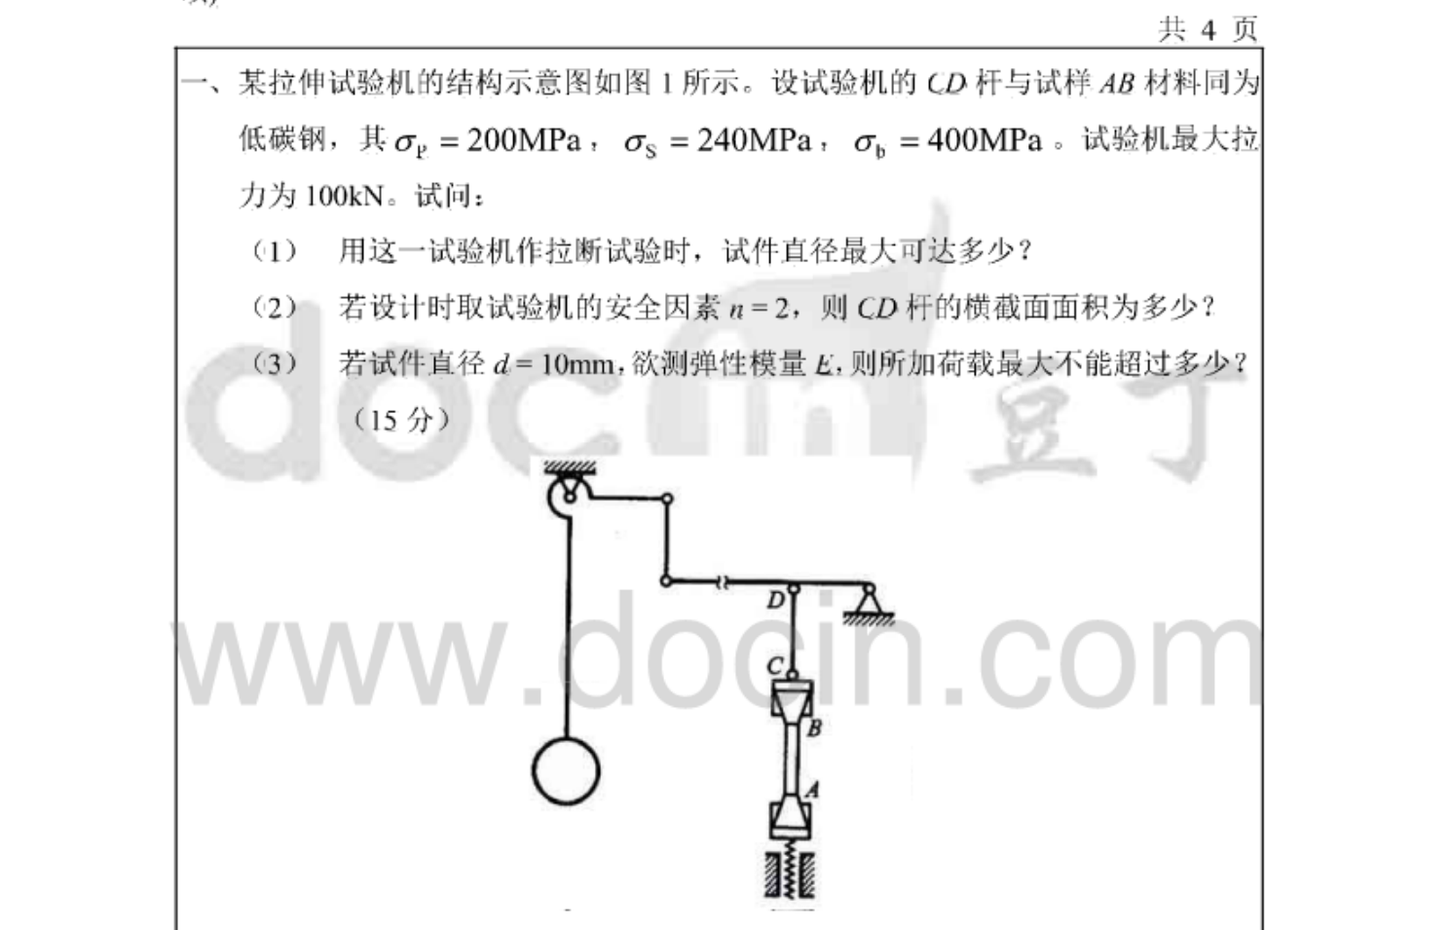 共 4 页
一、某拉伸试验机的结构示意图如图 1 所示。设试验机的 CD 杆与试样 AB 材料同为
低碳钢，其 σP = 200MPa，σS = 240MPa，σb = 400MPa。试验机最大拉
力为 100kN。试问：
（1） 用这一试验机作拉断试验时，试件直径最大可达多少？
（2） 若设计时取试验机的安全因素 n = 2，则 CD 杆的横截面面积为多少？
（3） 若试件直径 d = 10mm，欲测弹性模量 E，则所加荷载最大不能超过多少？
（15 分）
docin 豆丁
www.docin.com
D
C
B
A